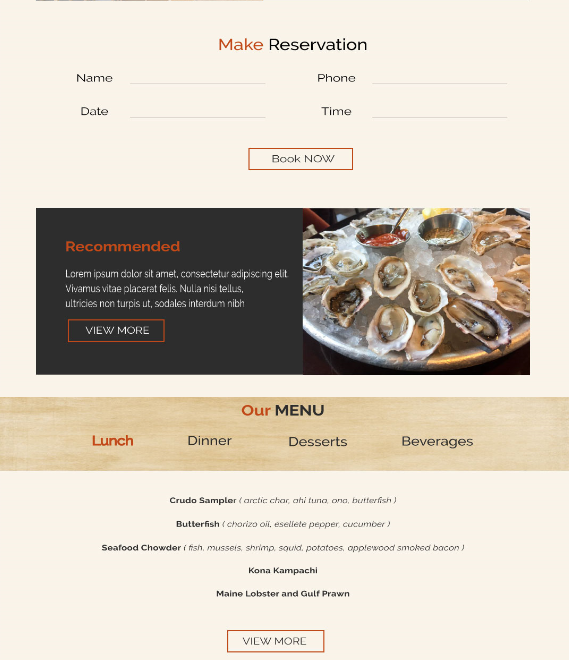 Make Reservation
Name Phone
Date Time
Book NOW
Recommended
Lorem ipsum dolor sit amet, consectetur adipiscing elit.
Vivamus vitae placerat felis. Nulla nisi tellus,
ultricies non turpis ut, sodales interdum nibh
VIEW MORE
Our MENU
Lunch Dinner Desserts Beverages
Crudo Sampler ( arctic char, ahi tuna, ono, butterfish )
Butterfish ( chorizo oil, esellete pepper, cucumber )
Seafood Chowder ( fish, mussels, shrimp, squid, potatoes, applewood smoked bacon )
Kona Kampachi
Maine Lobster and Gulf Prawn
VIEW MORE